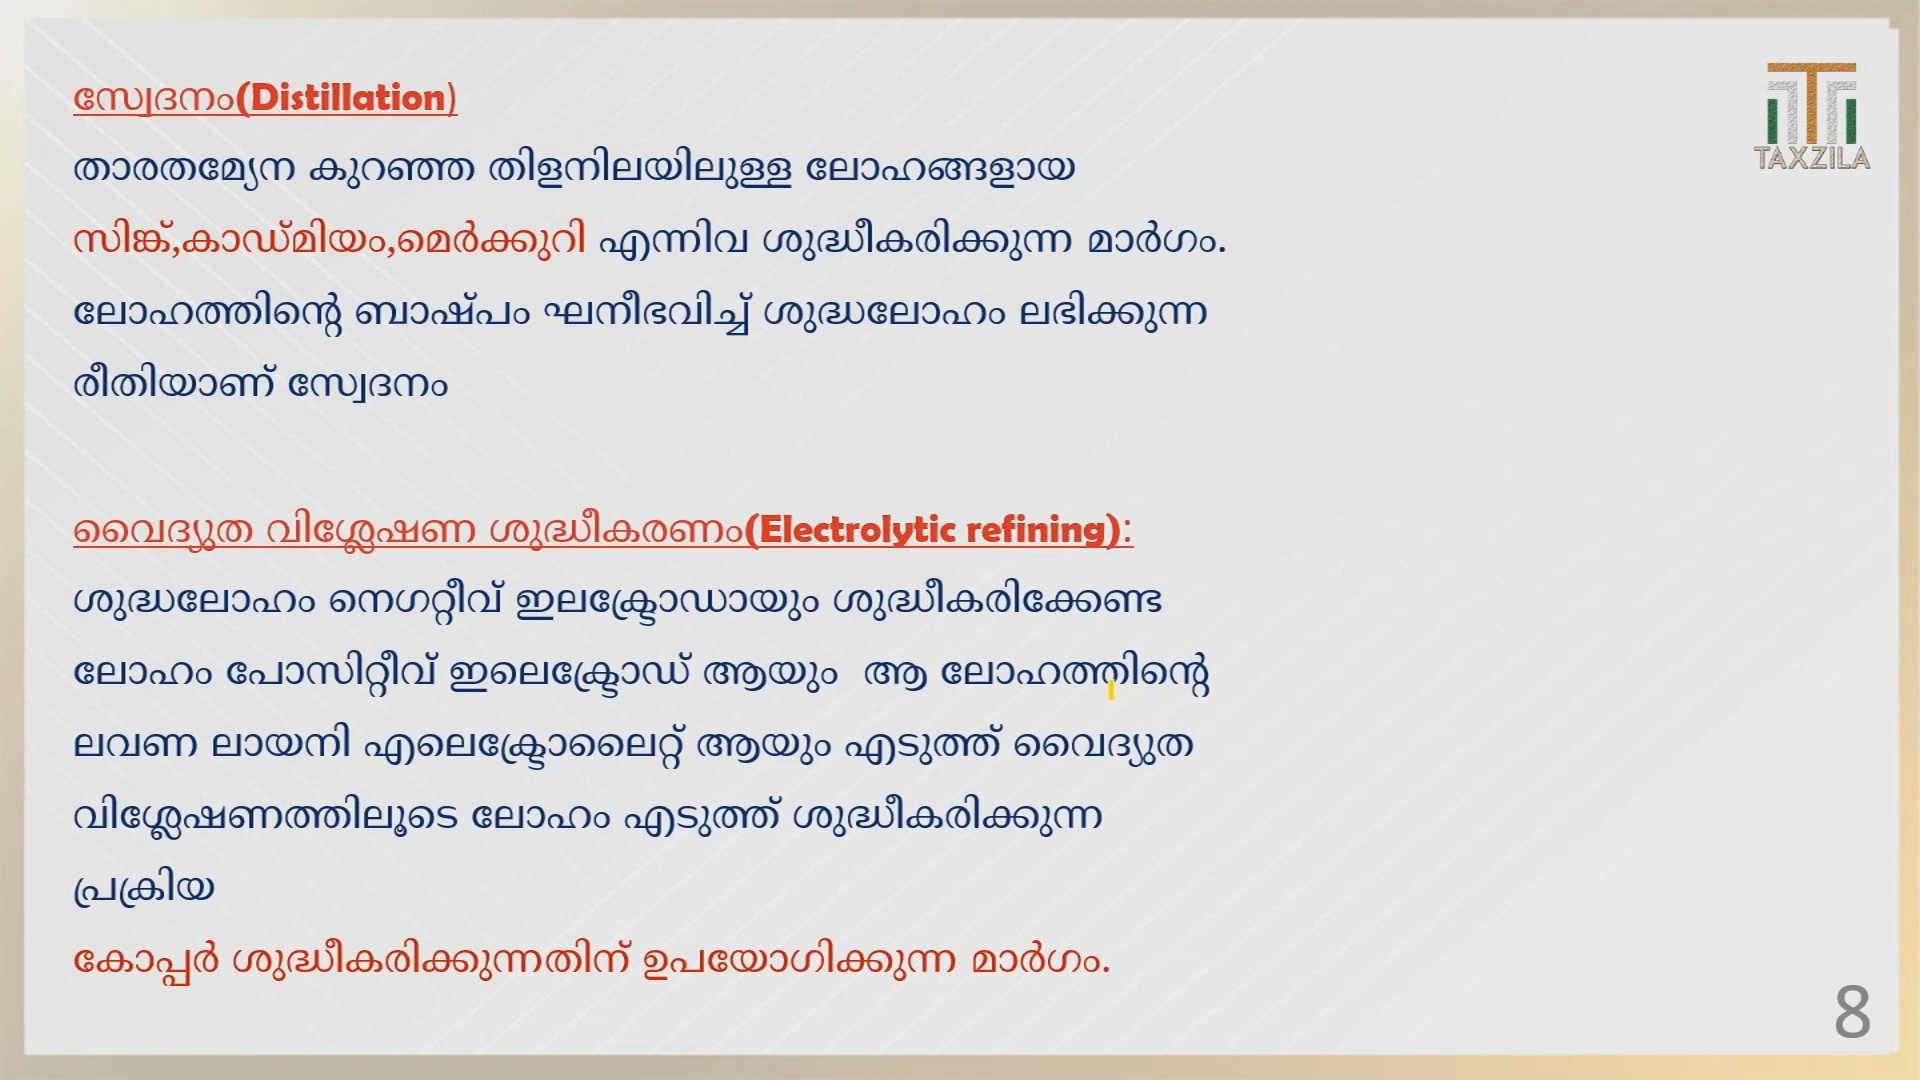 സ്വേദനം(Distillation)
TAXZILA
താരതമ്യേന കുറഞ്ഞ തിളനിലയിലുള്ള ലോഹങ്ങളായ
സിങ്ക്,കാഡ്മിയം,മെർക്കുറി എന്നിവ ശുദ്ധീകരിക്കുന്ന മാർഗം.
ലോഹത്തിന്റെ ബാഷ്പം ഘനീഭവിച്ച് ശുദ്ധലോഹം ലഭിക്കുന്ന
രീതിയാണ് സ്വേദനം
വൈദ്യുത വിശ്ലേഷണ ശുദ്ധീകരണം(Electrolytic refining):
ശുദ്ധലോഹം നെഗറ്റീവ് ഇലക്ട്രോഡായും ശുദ്ധീകരിക്കേണ്ട
ലോഹം പോസിറ്റീവ് ഇലെക്ട്രോഡ് ആയും ആ ലോഹത്തിന്റെ
ലവണ ലായനി എലെക്ട്രോലൈറ്റ് ആയും എടുത്ത് വൈദ്യുത
വിശ്ലേഷണത്തിലൂടെ ലോഹം എടുത്ത് ശുദ്ധീകരിക്കുന്ന
പ്രക്രിയ
കോപ്പർ ശുദ്ധീകരിക്കുന്നതിന് ഉപയോഗിക്കുന്ന മാർഗം.
8